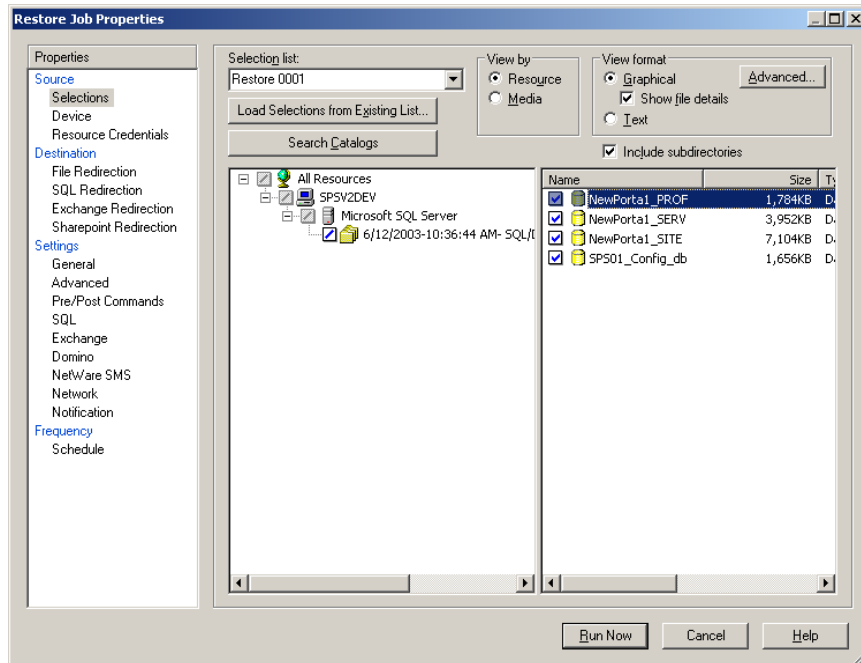 Restore Job Properties
Properties
Source
Selections
Device
Resource Credentials
Destination
File Redirection
SQL Redirection
Exchange Redirection
Sharepoint Redirection
Settings
General
Advanced
Pre/Post Commands
SQL
Exchange
Domino
NetWare SMS
Network
Notification
Frequency
Schedule
Selection list:
Restore 0001
Load Selections from Existing List...
Search Catalogs
View by
Resource
Media
View format
Graphical
Advanced...
Show file details
Text
Include subdirectories
All Resources
SPSV2DEV
Microsoft SQL Server
6/12/2003-10:36:44 AM- SQL/
Name Size
NewPorta1_PROF 1,784KB
NewPorta1_SERV 3,952KB
NewPorta1_SITE 7,104KB
SPS01_Config_db 1,656KB
Run Now Cancel Help